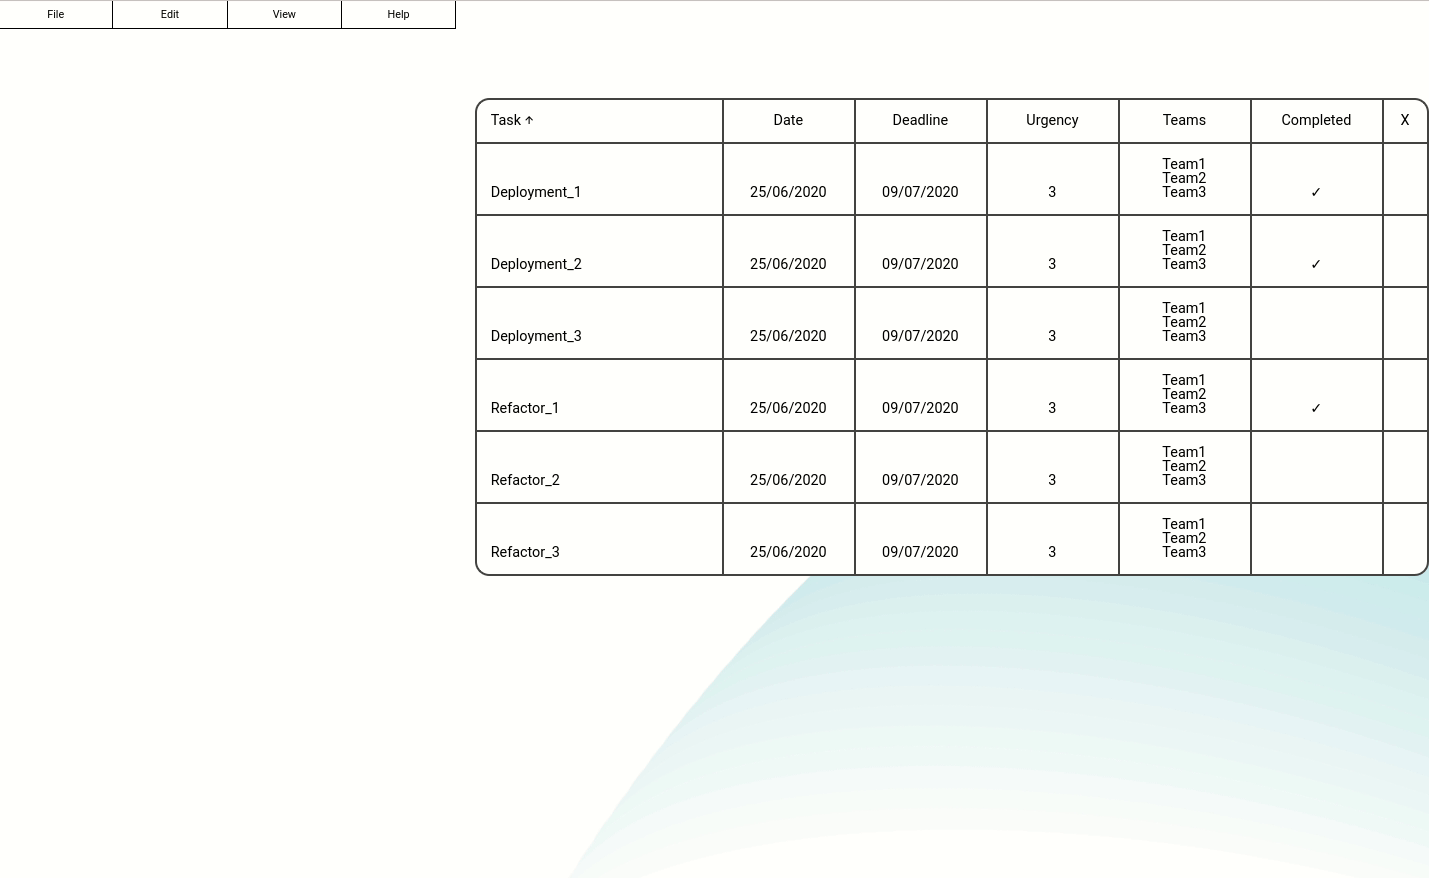 File Edit View Help
Task ↑ Date Deadline Urgency Teams Completed X
Team1
Team2
Deployment_1 25/06/2020 09/07/2020 3 Team3 ✓
Team1
Team2
Deployment_2 25/06/2020 09/07/2020 3 Team3 ✓
Team1
Team2
Deployment_3 25/06/2020 09/07/2020 3 Team3
Team1
Team2
Refactor_1 25/06/2020 09/07/2020 3 Team3 ✓
Team1
Team2
Refactor_2 25/06/2020 09/07/2020 3 Team3
Team1
Team2
Refactor_3 25/06/2020 09/07/2020 3 Team3